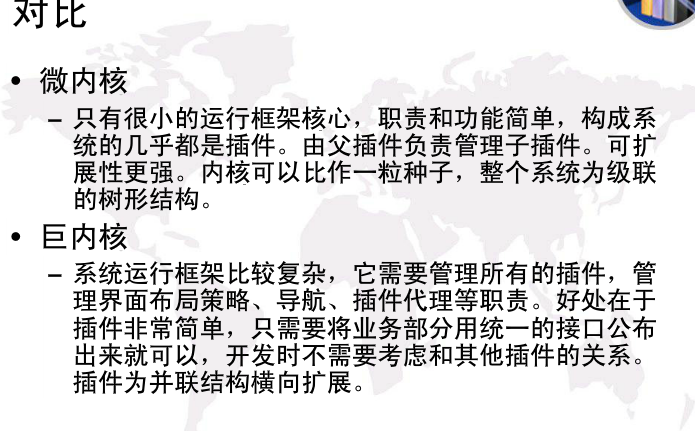 对比
• 微内核
– 只有很小的运行框架核心，职责和功能简单，构成系
统的几乎都是插件。由父插件负责管理子插件。可扩
展性更强。内核可以比作一粒种子，整个系统为级联
的树形结构。
• 巨内核
– 系统运行框架比较复杂，它需要管理所有的插件，管
理界面布局策略、导航、插件代理等职责。好处在于
插件非常简单，只需要将业务部分用统一的接口公布
出来就可以，开发时不需要考虑和其他插件的关系。
插件为并联结构横向扩展。